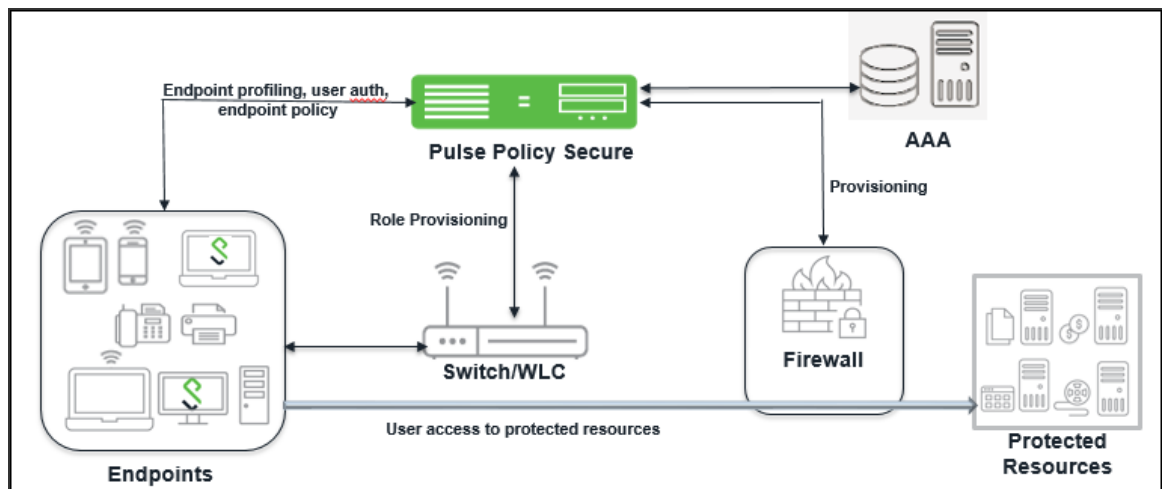 Endpoint profiling, user auth,
endpoint policy
Pulse Policy Secure
AAA
Provisioning
Role Provisioning
Switch/WLC
Firewall
User access to protected resources
Endpoints
Protected
Resources